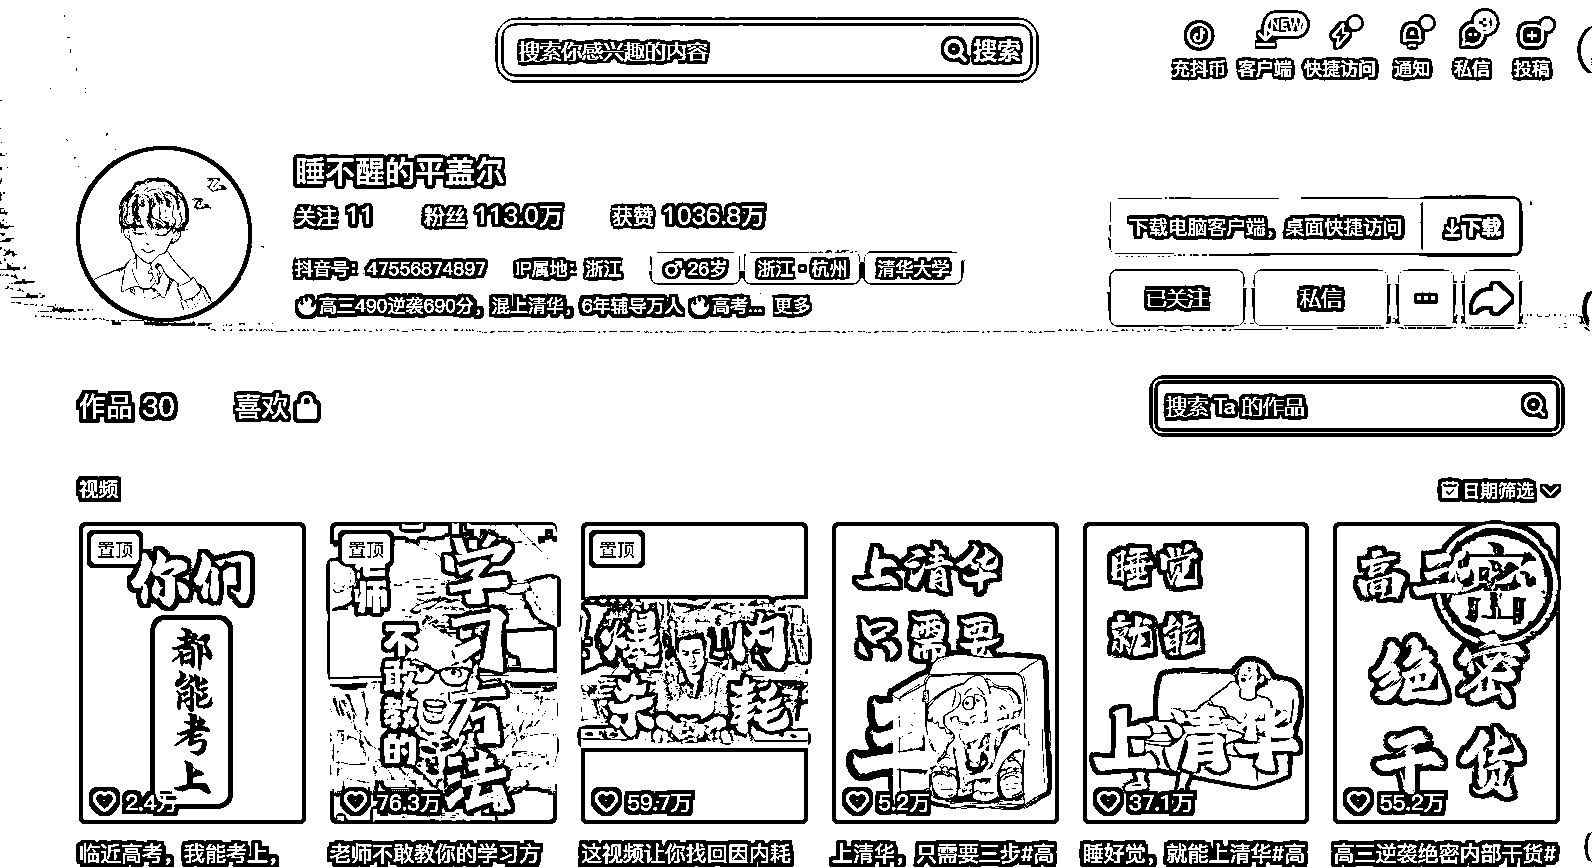 搜索你感兴趣的内容
搜索
充抖币
NEW
客户端
快捷访问
通知
3
私信
投稿
睡不醒的平盖尔
关注 11 粉丝 113.0万 获赞 1036.8万
抖音号：47556874897 IP属地：浙江 26岁 浙江·杭州 清华大学
高三490逆袭690分，混上清华，6年辅导万人 高考... 更多
下载电脑客户端，桌面快捷访问
下载
已关注
私信
作品 30
喜欢
搜索 Ta 的作品
视频
日期筛选
置顶
你们
都能考上
2.4万
临近高考，我能考上，
置顶
老师
不敢教的
学习方法
76.3万
老师不敢教你的学习方
置顶
爆内
杀耗
59.7万
这视频让你找回因内耗
上清华
只需要
5.2万
上清华，只需要三步#高
睡觉
就能
上清华
37.1万
睡好觉，就能上清华#高
高三
密
绝密
干货
55.2万
高三逆袭绝密内部干货#